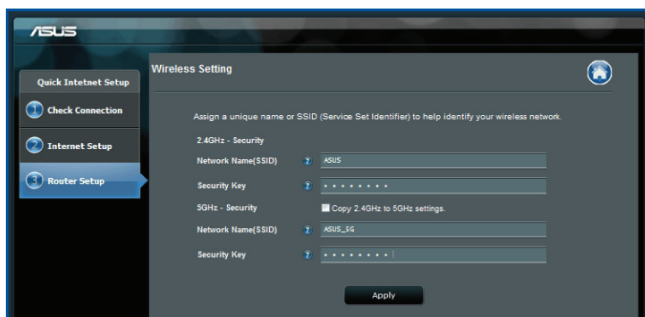 ASUS
Quick Intetnet Setup
1 Check Connection
2 Internet Setup
3 Router Setup
Wireless Setting
Assign a unique name or SSID (Service Set Identifier) to help identify your wireless network.
2.4GHz - Security
Network Name(SSID) ? ASUS
Security Key ? ••••••••
5GHz - Security Copy 2.4GHz to 5GHz settings.
Network Name(SSID) ? ASUS_5G
Security Key ? ••••••••
Apply